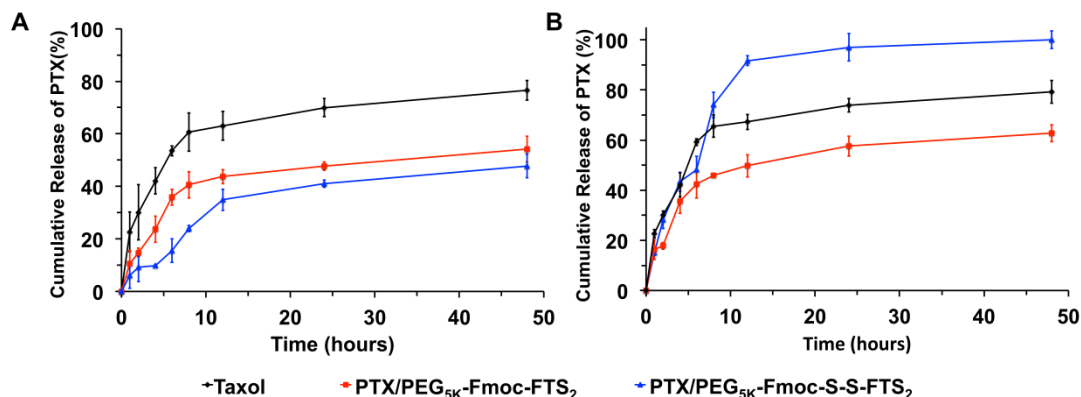 A
Cumulative Release of PTX(%)
100
80
60
40
20
0
0
10
20
30
40
50
Time (hours)
B
Cumulative Release of PTX (%)
100
80
60
40
20
0
0
10
20
30
40
50
Time (hours)
Taxol
PTX/PEG5K-Fmoc-FTS2
PTX/PEG5K-Fmoc-S-S-FTS2